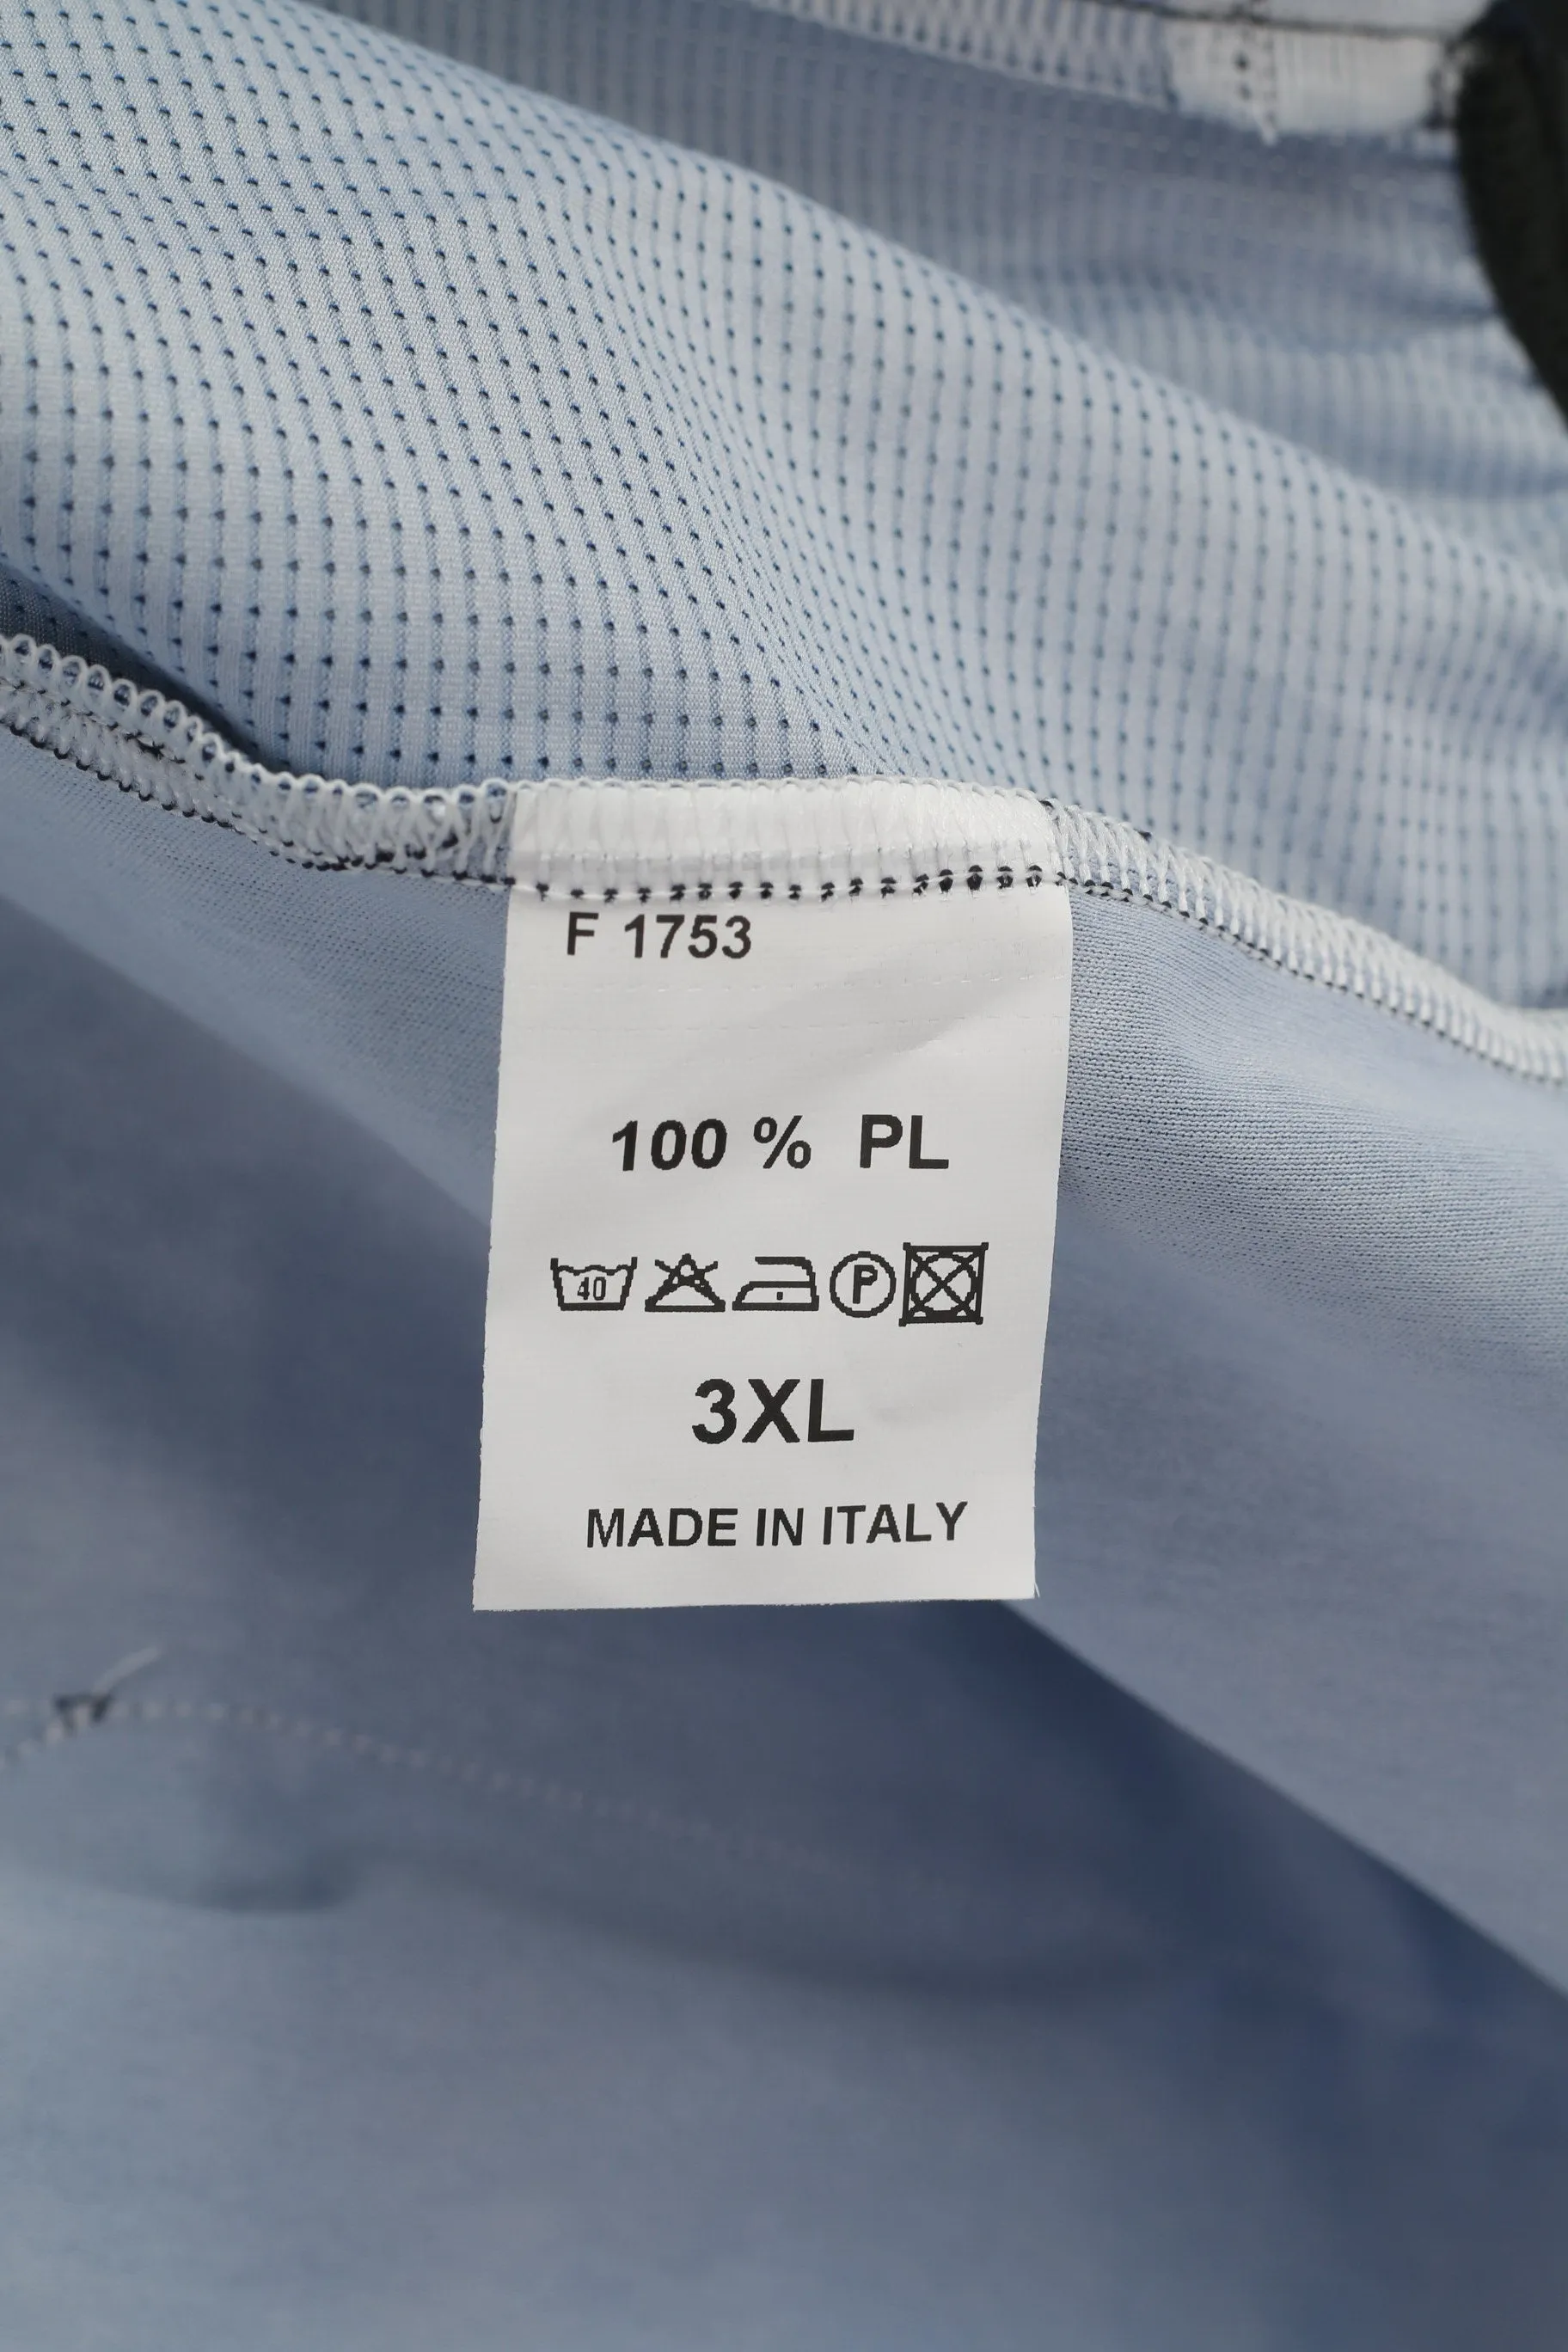 F 1753
100 % PL
40 P
3XL
MADE IN ITALY